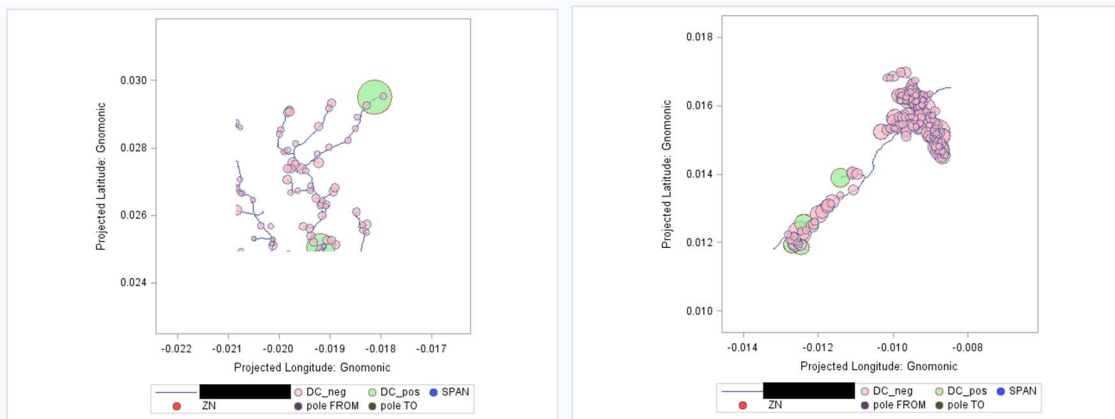 0.030
0.028
0.026
0.024
Projected Latitude: Gnomonic
-0.022 -0.021 -0.020 -0.019 -0.018 -0.017
Projected Longitude: Gnomonic
DC_neg DC_pos SPAN
ZN pole FROM pole TO
0.018
0.016
0.014
0.012
0.010
Projected Latitude: Gnomonic
-0.014 -0.012 -0.010 -0.008
Projected Longitude: Gnomonic
DC_neg DC_pos SPAN
ZN pole FROM pole TO